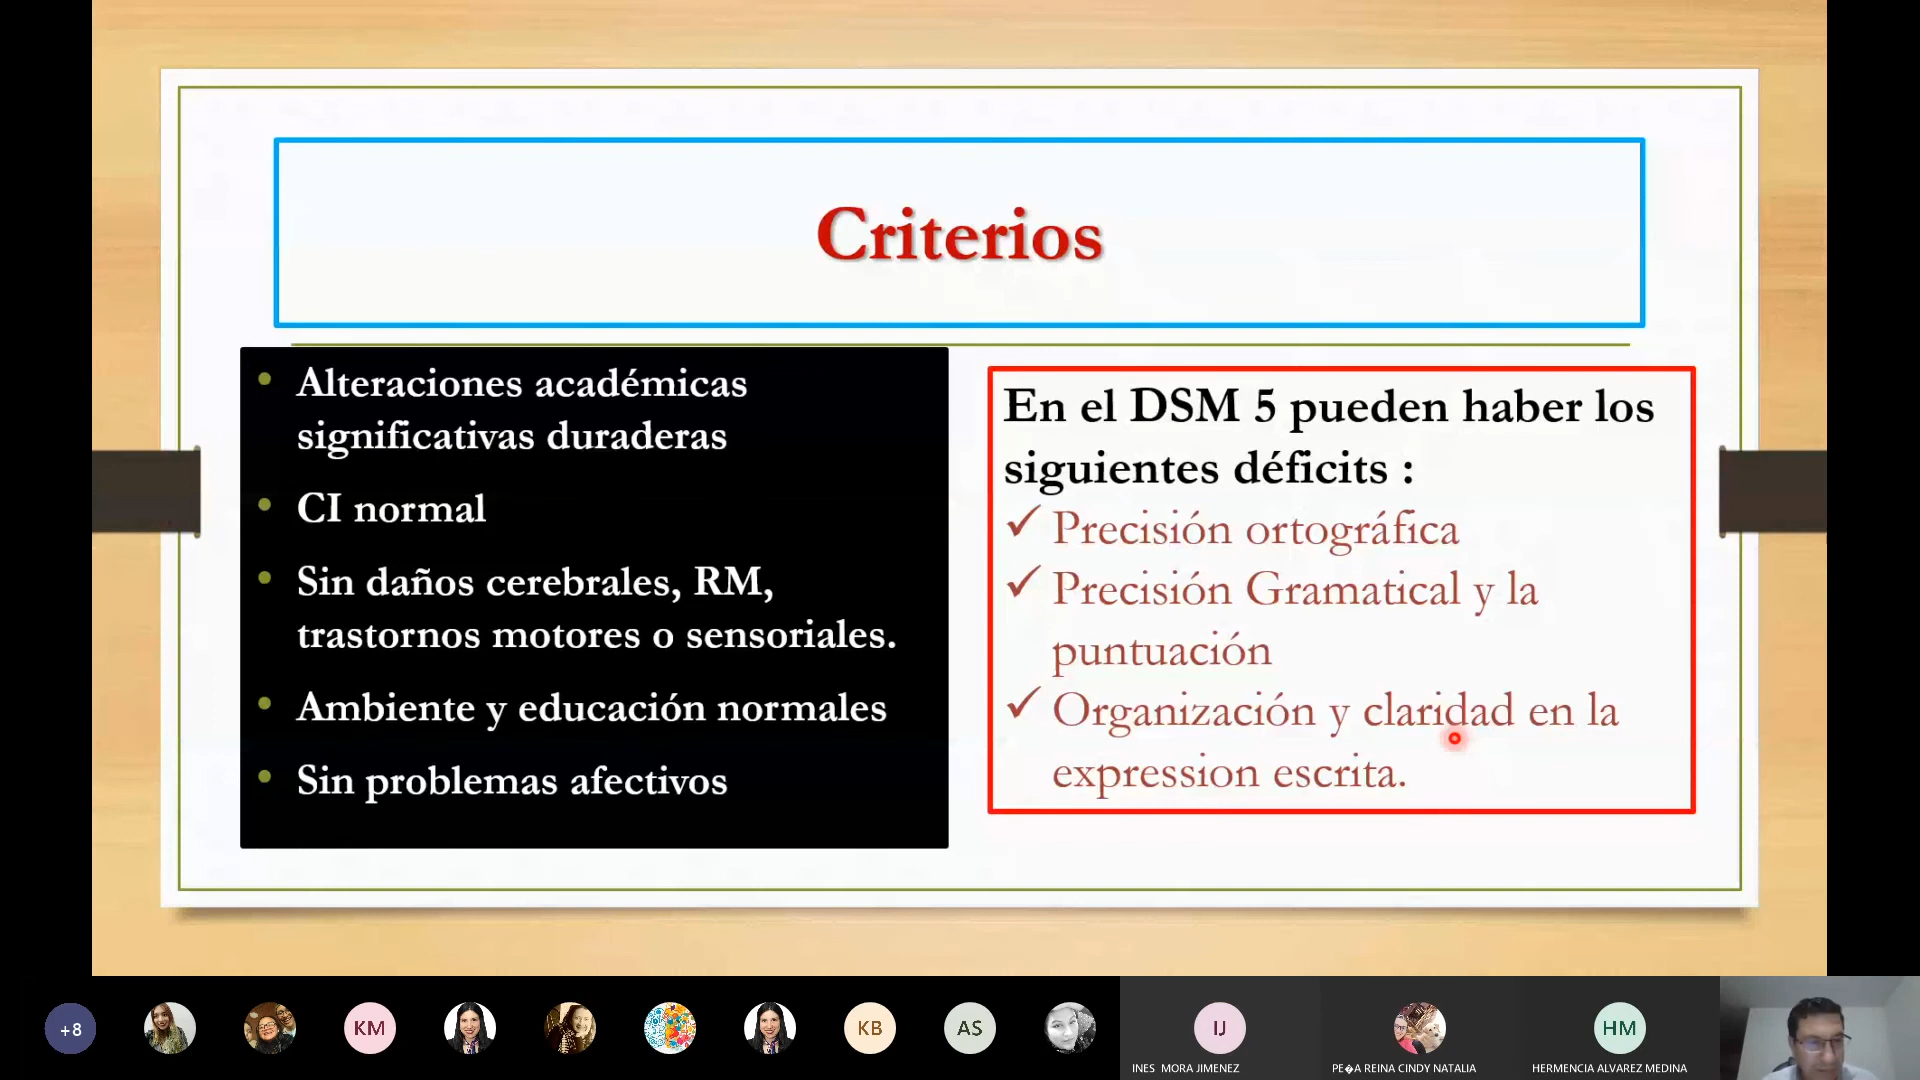 Criterios
• Alteraciones académicas
significativas duraderas
• CI normal
• Sin daños cerebrales, RM,
trastornos motores o sensoriales.
• Ambiente y educación normales
• Sin problemas afectivos
En el DSM 5 pueden haber los
siguientes déficits :
✓ Precisión ortográfica
✓ Precisión Gramatical y la
puntuación
✓ Organización y claridad en la
expression escrita.
+8
KM
KB
AS
IJ
HM
INES MORA JIMENEZ
PE�A REINA CINDY NATALIA
HERMENCIA ALVAREZ MEDINA